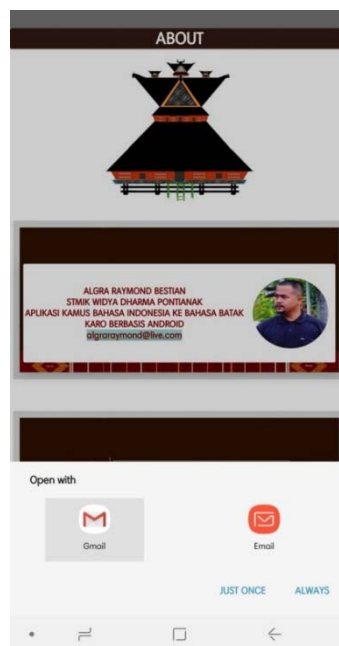 ABOUT
ALGRA RAYMOND BESTIAN
STMIK WIDYA DHARMA PONTIANAK
APLIKASI KAMUS BAHASA INDONESIA KE BAHASA BATAK
KARO BERBASIS ANDROID
algraraymond@live.com
Open with
Gmail
Email
JUST ONCE
ALWAYS